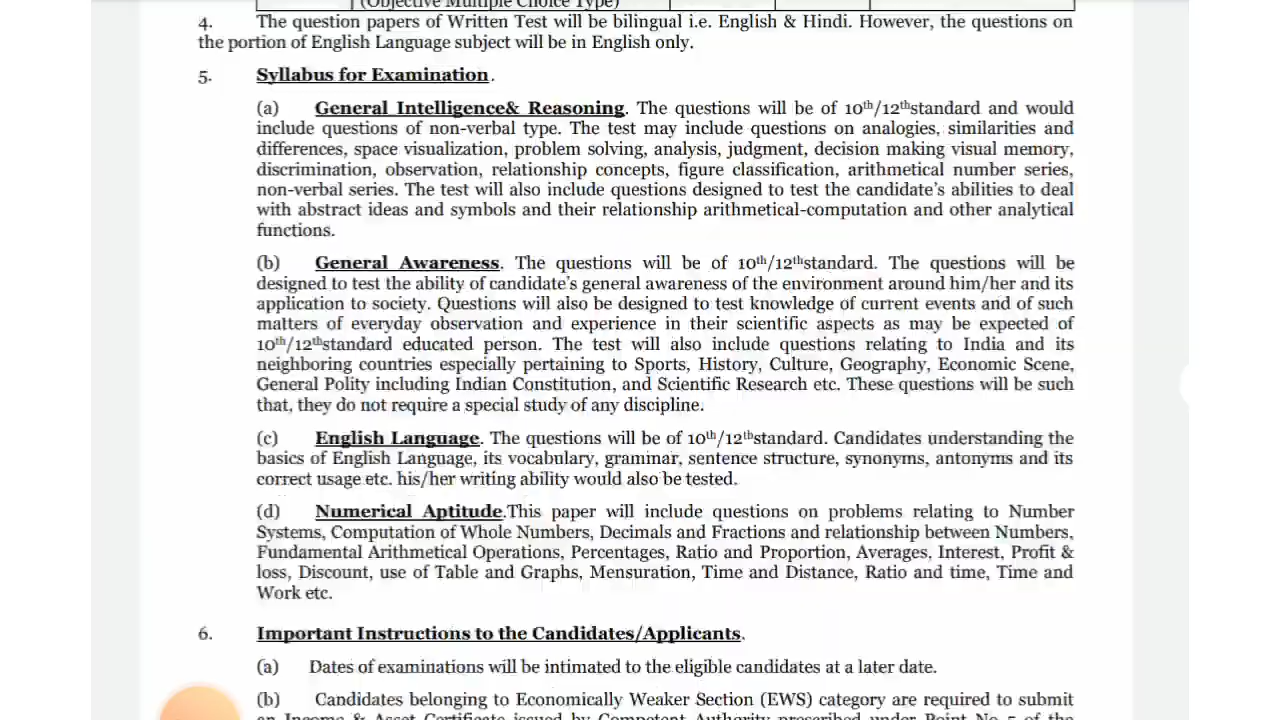 (Objective Multiple Choice Type)
4. The question papers of Written Test will be bilingual i.e. English & Hindi. However, the questions on
the portion of English Language subject will be in English only.
5. Syllabus for Examination.
(a) General Intelligence& Reasoning. The questions will be of 10th/12thstandard and would
include questions of non-verbal type. The test may include questions on analogies, similarities and
differences, space visualization, problem solving, analysis, judgment, decision making visual memory,
discrimination, observation, relationship concepts, figure classification, arithmetical number series,
non-verbal series. The test will also include questions designed to test the candidate's abilities to deal
with abstract ideas and symbols and their relationship arithmetical-computation and other analytical
functions.
(b) General Awareness. The questions will be of 10th/12thstandard. The questions will be
designed to test the ability of candidate's general awareness of the environment around him/her and its
application to society. Questions will also be designed to test knowledge of current events and of such
matters of everyday observation and experience in their scientific aspects as may be expected of
10th/12thstandard educated person. The test will also include questions relating to India and its
neighboring countries especially pertaining to Sports, History, Culture, Geography, Economic Scene,
General Polity including Indian Constitution, and Scientific Research etc. These questions will be such
that, they do not require a special study of any discipline.
(c) English Language. The questions will be of 10th/12thstandard. Candidates understanding the
basics of English Language, its vocabulary, grammar, sentence structure, synonyms, antonyms and its
correct usage etc. his/her writing ability would also be tested.
(d) Numerical Aptitude.This paper will include questions on problems relating to Number
Systems, Computation of Whole Numbers, Decimals and Fractions and relationship between Numbers,
Fundamental Arithmetical Operations, Percentages, Ratio and Proportion, Averages, Interest, Profit &
loss, Discount, use of Table and Graphs, Mensuration, Time and Distance, Ratio and time, Time and
Work etc.
6. Important Instructions to the Candidates/Applicants.
(a) Dates of examinations will be intimated to the eligible candidates at a later date.
(b) Candidates belonging to Economically Weaker Section (EWS) category are required to submit
an Income & Asset Certificate issued by Competent Authority prescribed under Point No 5 of the